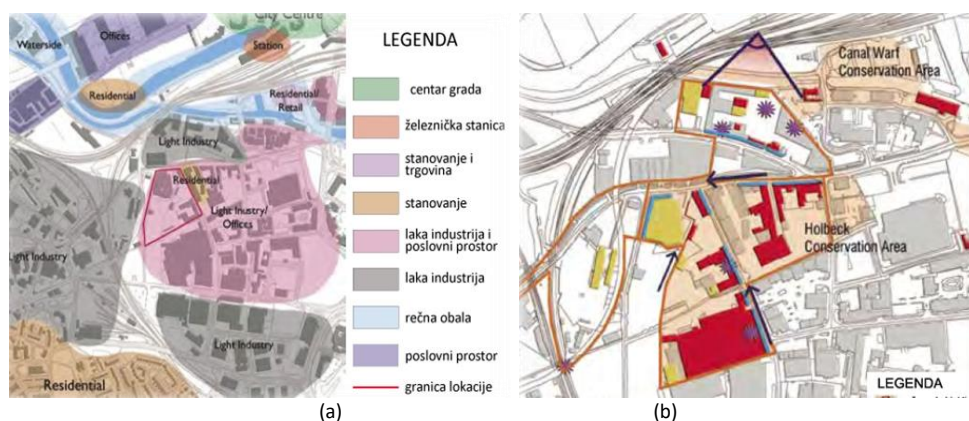 City Centre
Waterside
Offices
Station
Residential
Residential/
Retail
Light Industry
Residential
Light Inustry/
Offices
Light Industry
Light Industry
Residential
LEGENDA
centar grada
železnička stanica
stanovanje i
trgovina
stanovanje
laka industrija i
poslovni prostor
laka industrija
rečna obala
poslovni prostor
granica lokacije
(a)
Canal Warf
Conservation Area
Holbeck
Conservation Area
LEGENDA
(b)